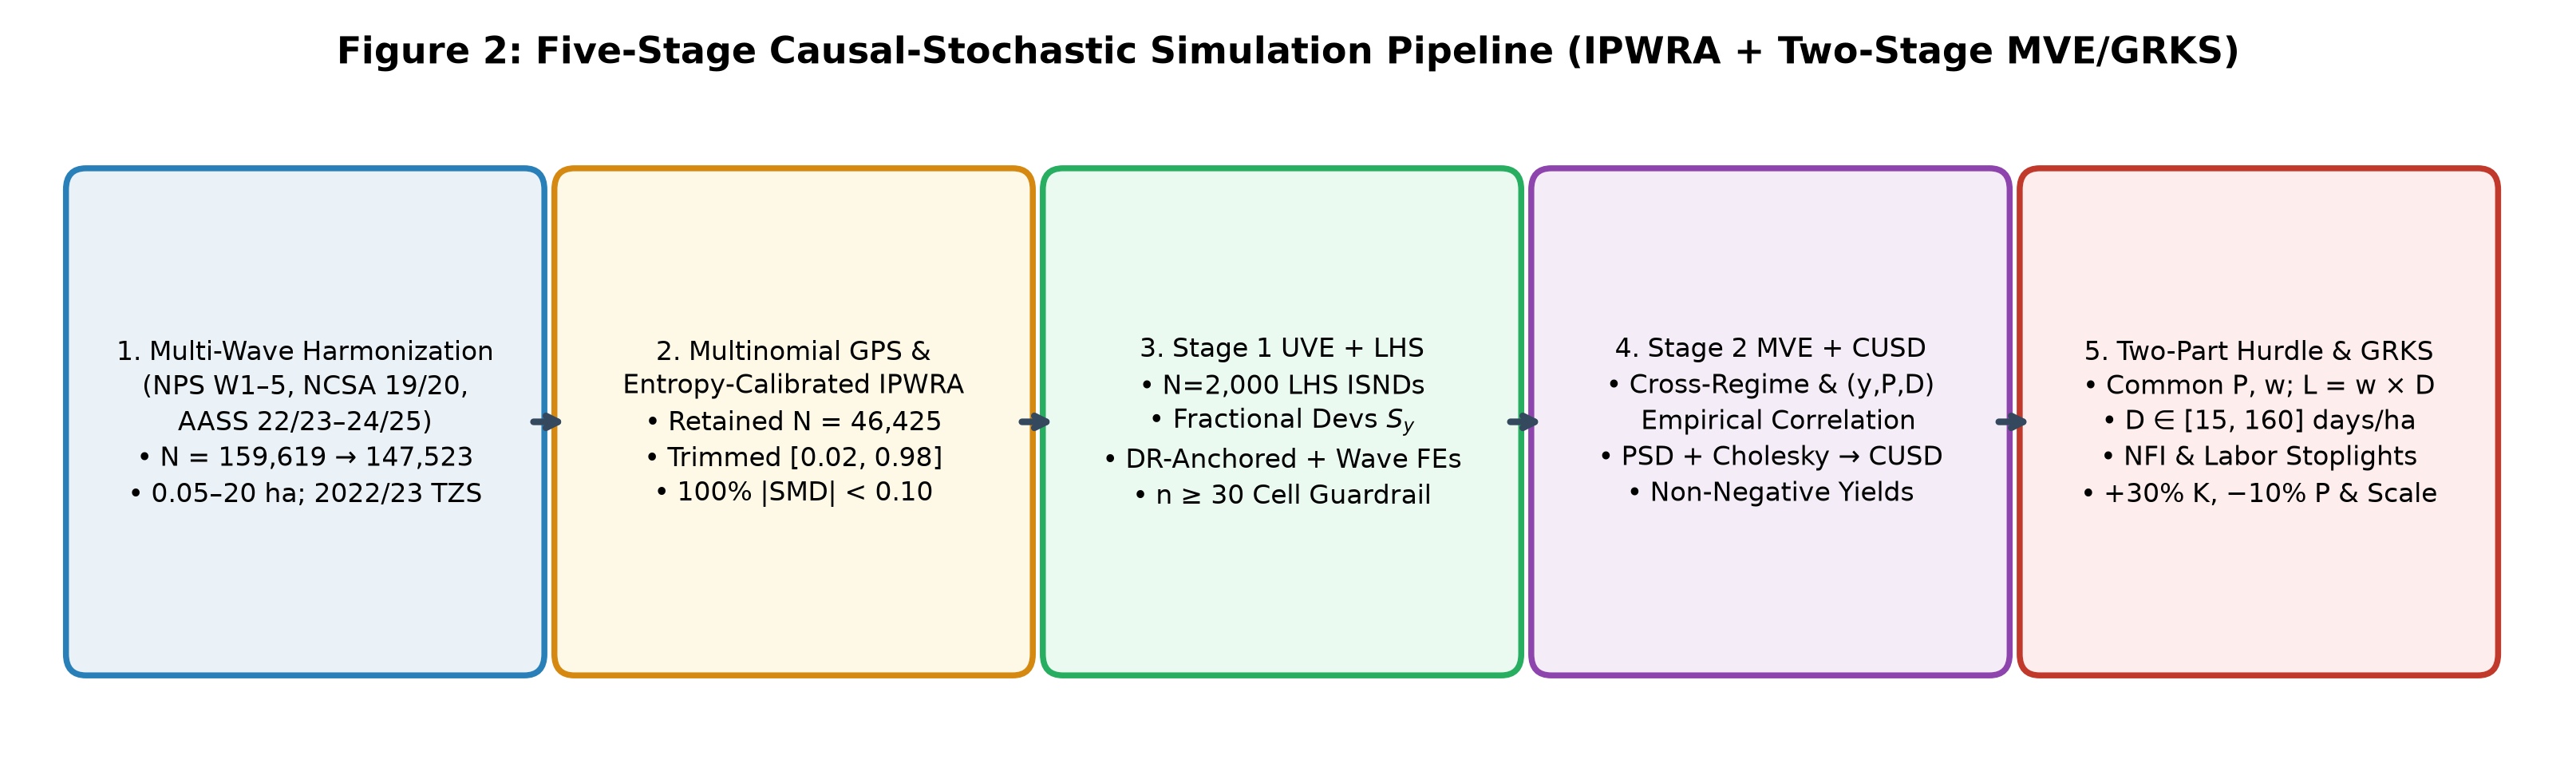 Figure 2: Five-Stage Causal-Stochastic Simulation Pipeline (IPWRA + Two-Stage MVE/GRKS)
1. Multi-Wave Harmonization
(NPS W1–5, NCSA 19/20,
AASS 22/23–24/25)
• N = 159,619 → 147,523
• 0.05–20 ha; 2022/23 TZS
2. Multinomial GPS &
Entropy-Calibrated IPWRA
• Retained N = 46,425
• Trimmed [0.02, 0.98]
• 100% |SMD| < 0.10
3. Stage 1 UVE + LHS
• N=2,000 LHS ISNDs
• Fractional Devs S_y
• DR-Anchored + Wave FEs
• n ≥ 30 Cell Guardrail
4. Stage 2 MVE + CUSD
• Cross-Regime & (y,P,D)
Empirical Correlation
• PSD + Cholesky → CUSD
• Non-Negative Yields
5. Two-Part Hurdle & GRKS
• Common P, w; L = w × D
• D ∈ [15, 160] days/ha
• NFI & Labor Stoplights
• +30% K, −10% P & Scale